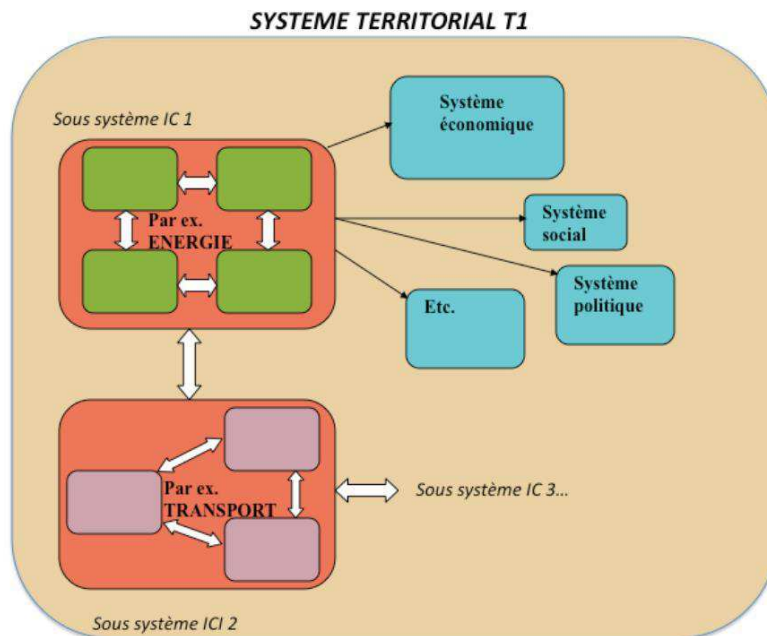 SYSTEME TERRITORIAL T1
Sous système IC 1
Système
économique
Par ex.
ENERGIE
Système
social
Système
politique
Etc.
Par ex.
TRANSPORT
Sous système IC 3...
Sous système ICI 2